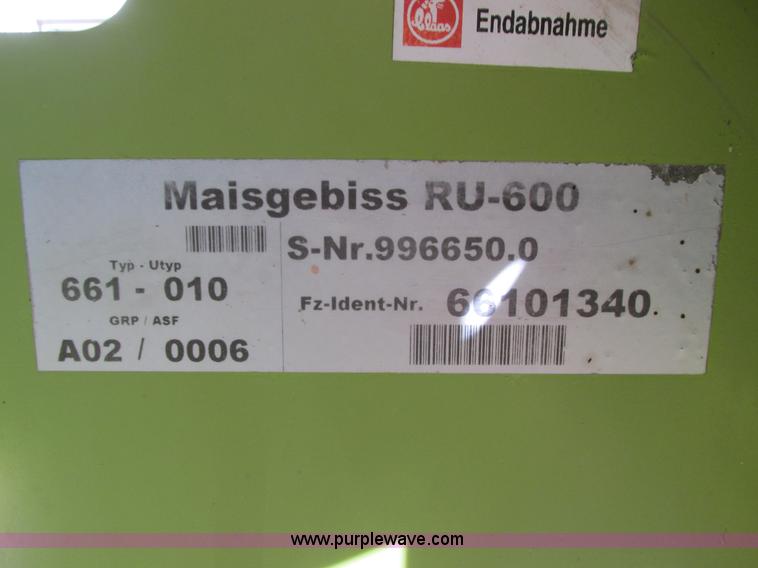 Claas
Endabnahme
Maisgebiss RU-600
Typ - Utyp
661 - 010
GRP / ASF
A02 / 0006
S-Nr.996650.0
Fz-Ident-Nr. 66101340.
www.purplewave.com